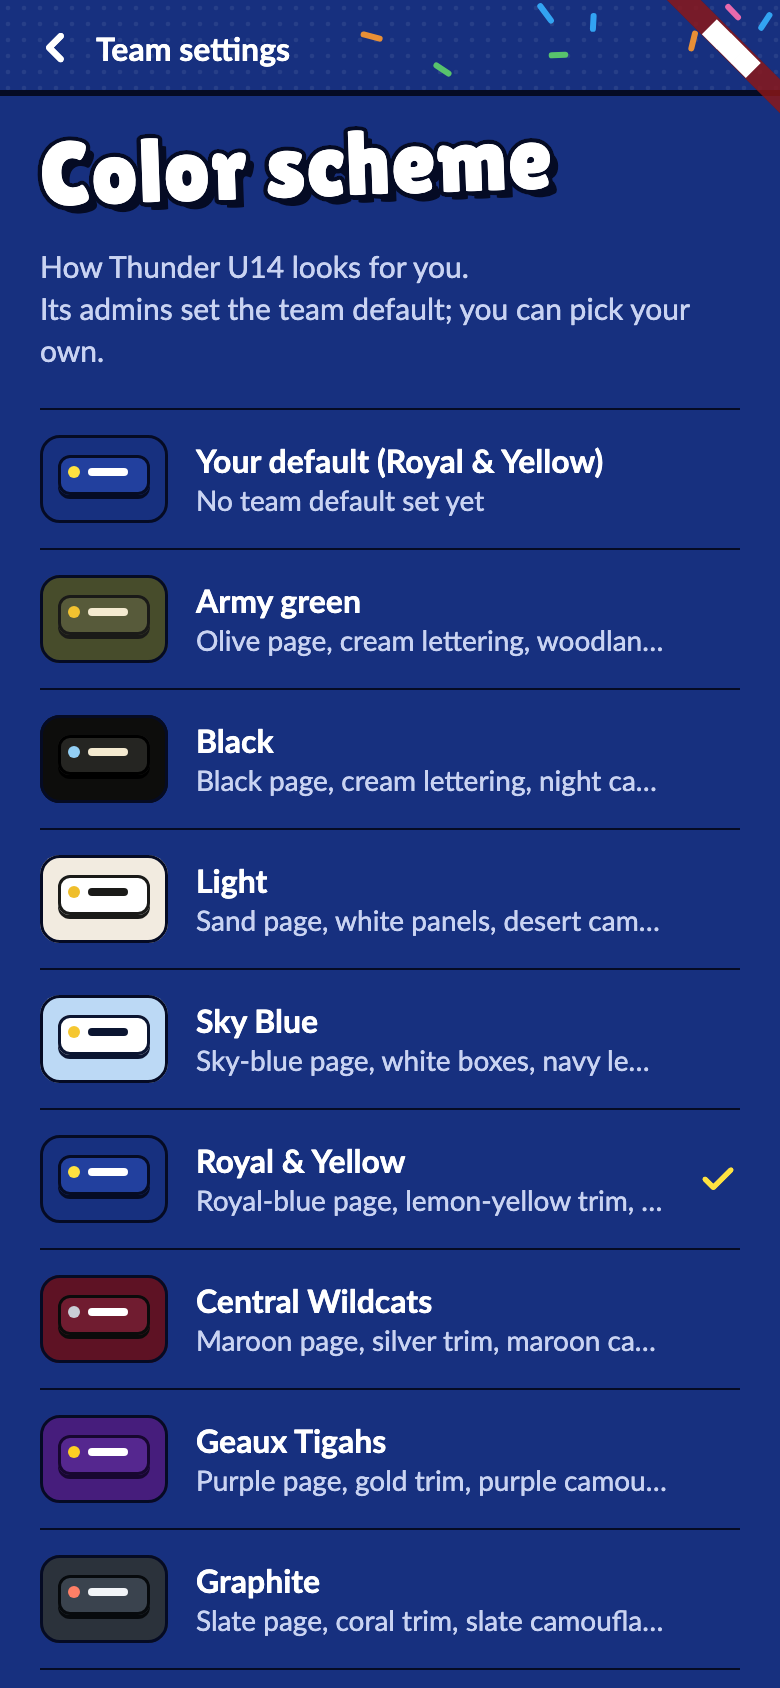 Team settings
Color scheme
How Thunder U14 looks for you.
Its admins set the team default; you can pick your
own.
Your default (Royal & Yellow)
No team default set yet
Army green
Olive page, cream lettering, woodlan...
Black
Black page, cream lettering, night ca...
Light
Sand page, white panels, desert cam...
Sky Blue
Sky-blue page, white boxes, navy le...
Royal & Yellow
Royal-blue page, lemon-yellow trim, ...
Central Wildcats
Maroon page, silver trim, maroon ca...
Geaux Tigahs
Purple page, gold trim, purple camou...
Graphite
Slate page, coral trim, slate camoufla...